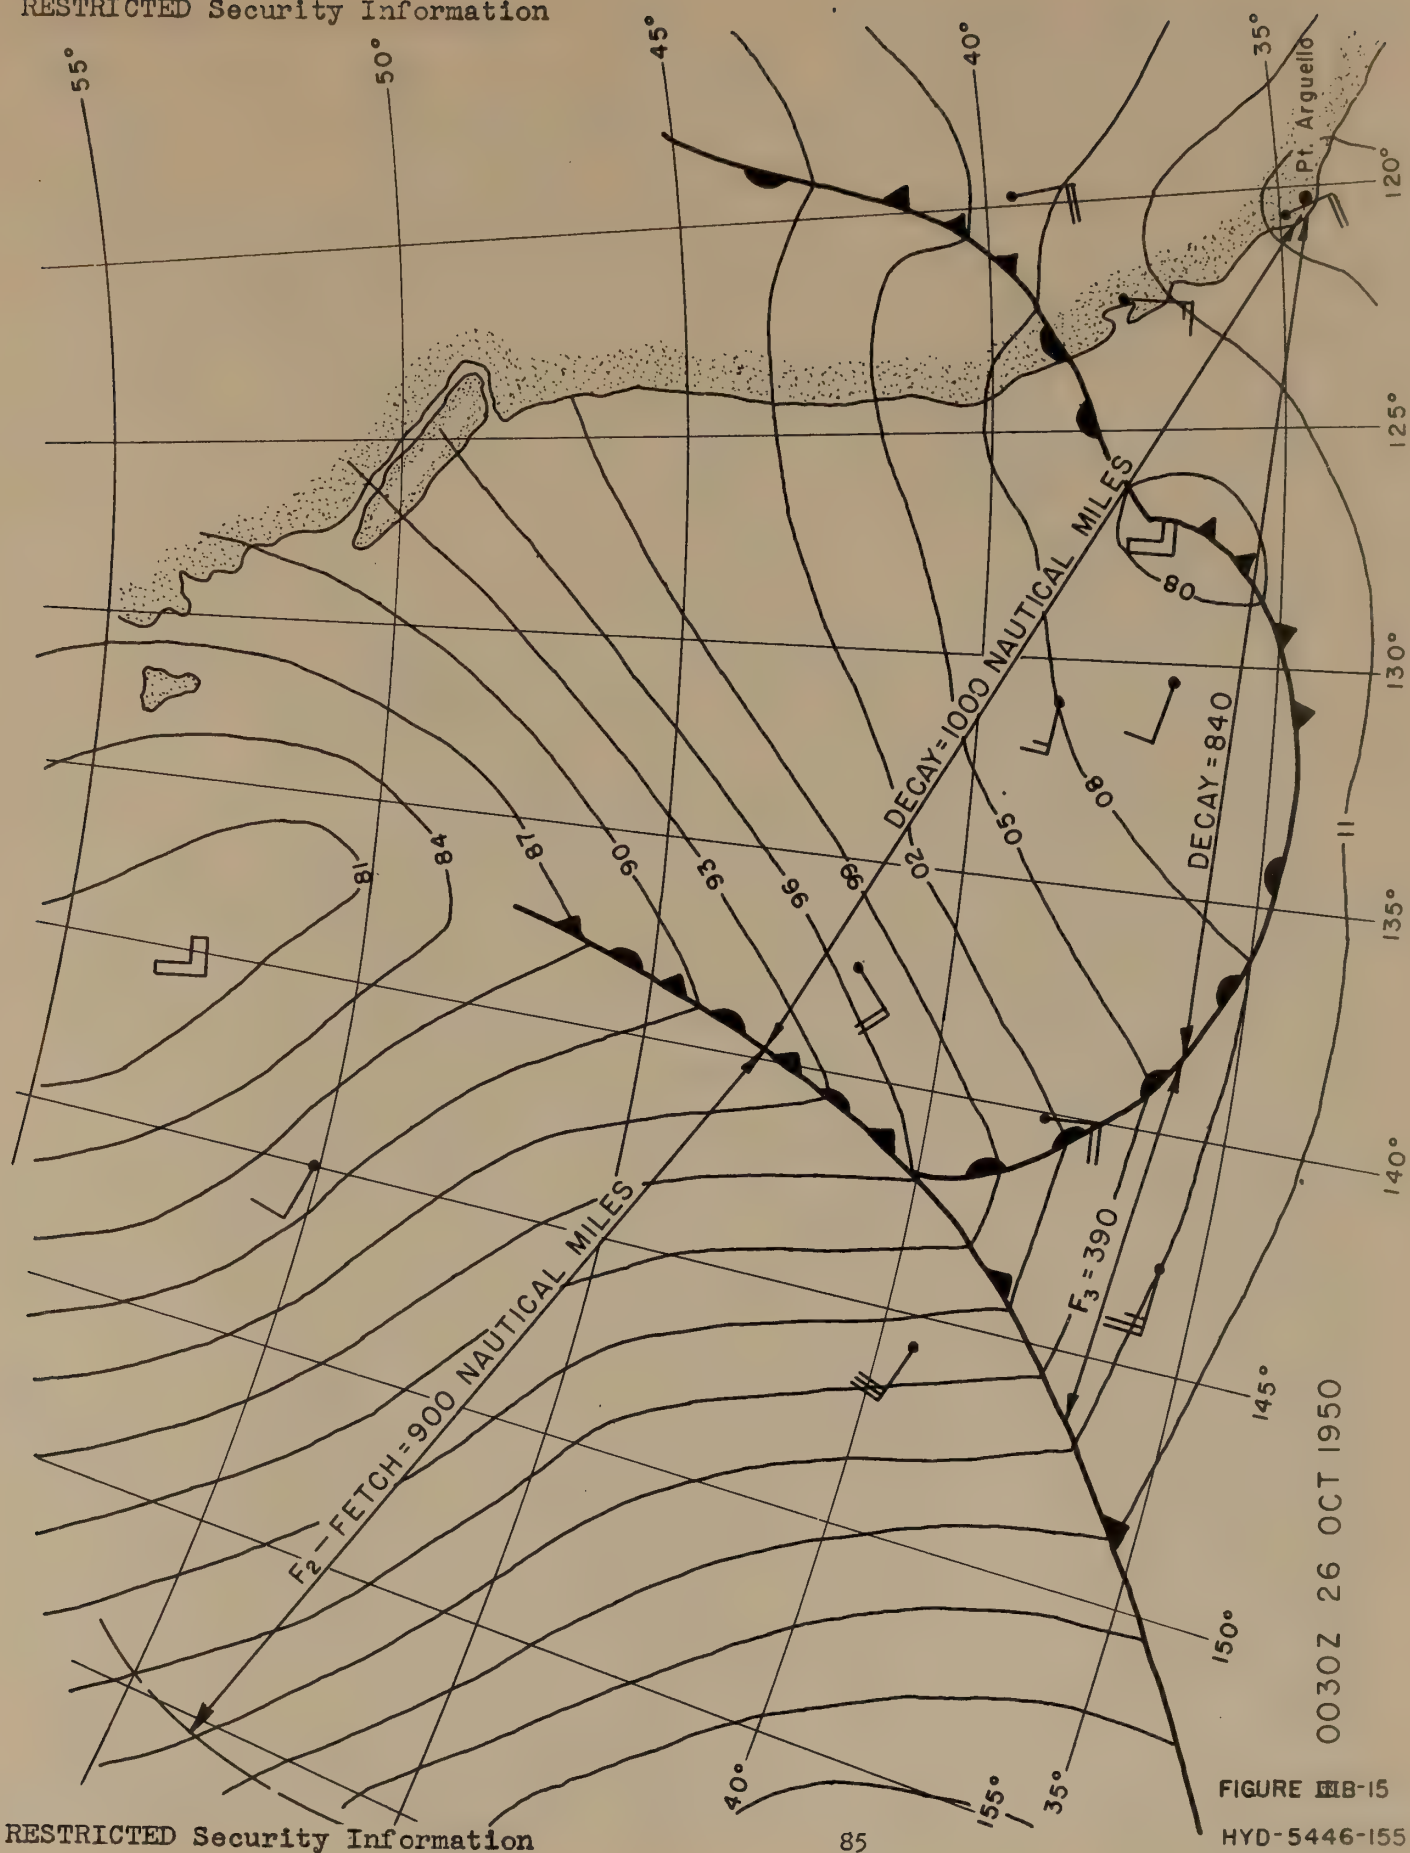 RESTRICTED Security Information
55°
50°
45°
40°
35°
Pt. Arguello
120°
125°
130°
135°
140°
145°
150°
155°
35°
40°
81
84
87
90
93
96
99
02
05
08
08
11
L
L
DECAY=1000 NAUTICAL MILES
DECAY=840
F2—FETCH=900 NAUTICAL MILES
F3=390
0030Z 26 OCT 1950
FIGURE B-15
HYD-5446-155
RESTRICTED Security Information
85